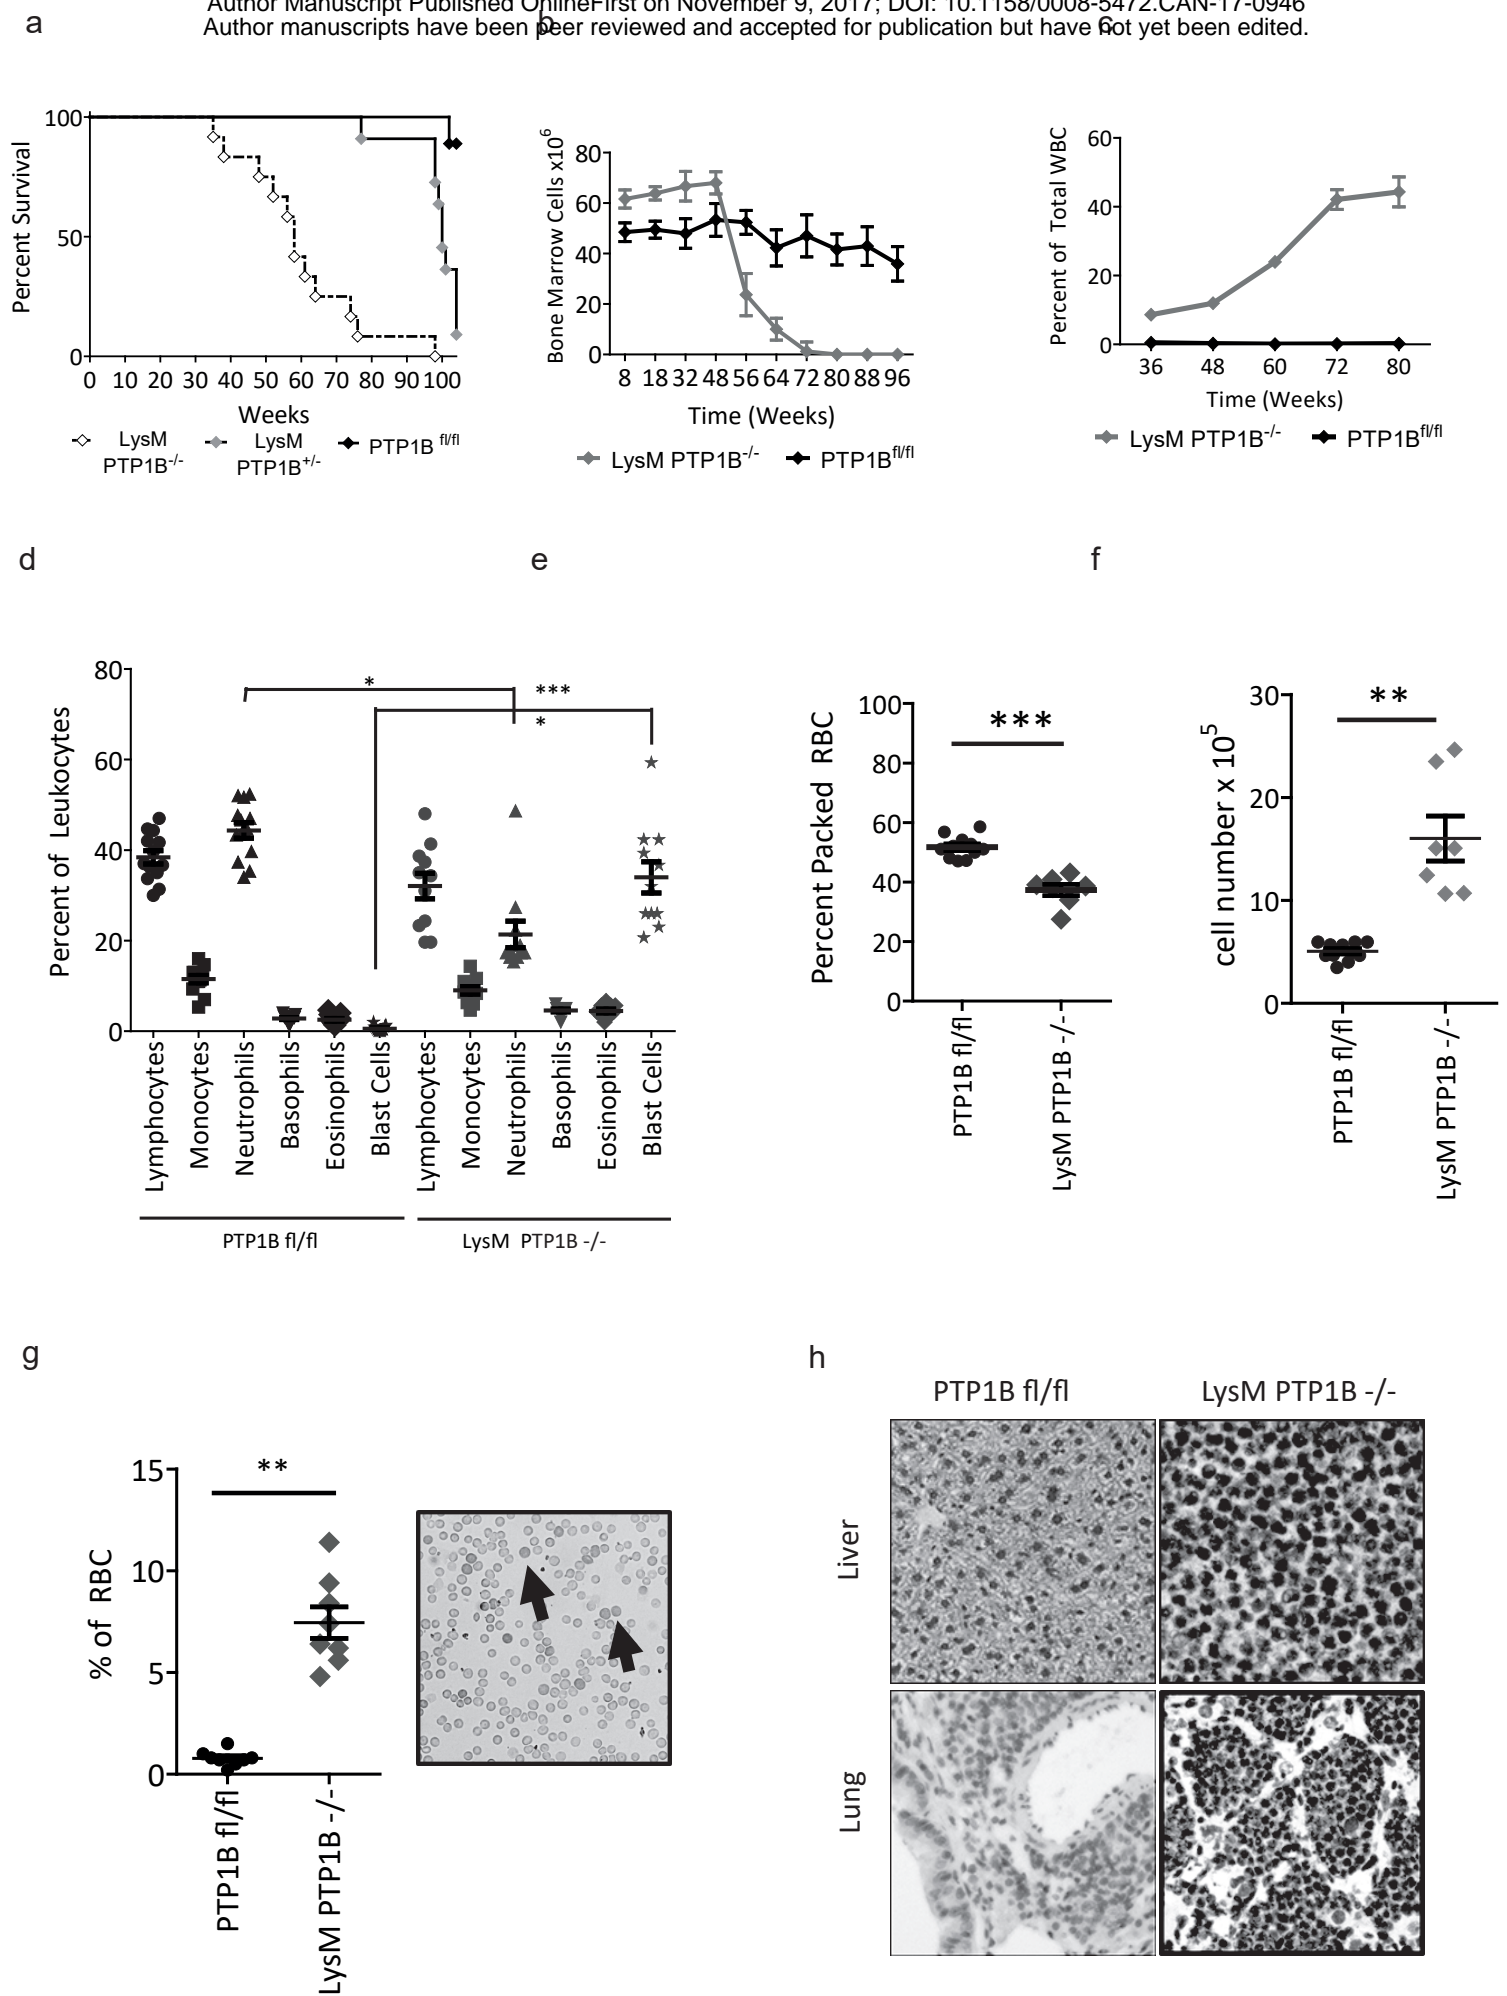 Author Manuscript Published OnlineFirst on November 9, 2017; DOI: 10.1158/0008-5472.CAN-17-0946
Author manuscripts have been peer reviewed and accepted for publication but have not yet been edited.
a
b
c
Percent Survival
100
50
0
0 10 20 30 40 50 60 70 80 90 100
Weeks
LysM PTP1B-/-
LysM PTP1B+/-
PTP1B fl/fl
Bone Marrow Cells x10^6
80
60
40
20
0
8 18 32 48 56 64 72 80 88 96
Time (Weeks)
LysM PTP1B-/-
PTP1Bfl/fl
Percent of Total WBC
60
40
20
0
36 48 60 72 80
Time (Weeks)
LysM PTP1B-/-
PTP1Bfl/fl
d
e
f
Percent of Leukocytes
80
60
40
20
0
*
***
*
Lymphocytes
Monocytes
Neutrophils
Basophils
Eosinophils
Blast Cells
Lymphocytes
Monocytes
Neutrophils
Basophils
Eosinophils
Blast Cells
PTP1B fl/fl
LysM PTP1B -/-
Percent Packed RBC
100
80
60
40
20
0
***
PTP1B fl/fl
LysM PTP1B -/-
cell number x 10^5
30
20
10
0
**
PTP1B fl/fl
LysM PTP1B -/-
g
h
% of RBC
15
10
5
0
**
PTP1B fl/fl
LysM PTP1B -/-
PTP1B fl/fl
LysM PTP1B -/-
Liver
Lung